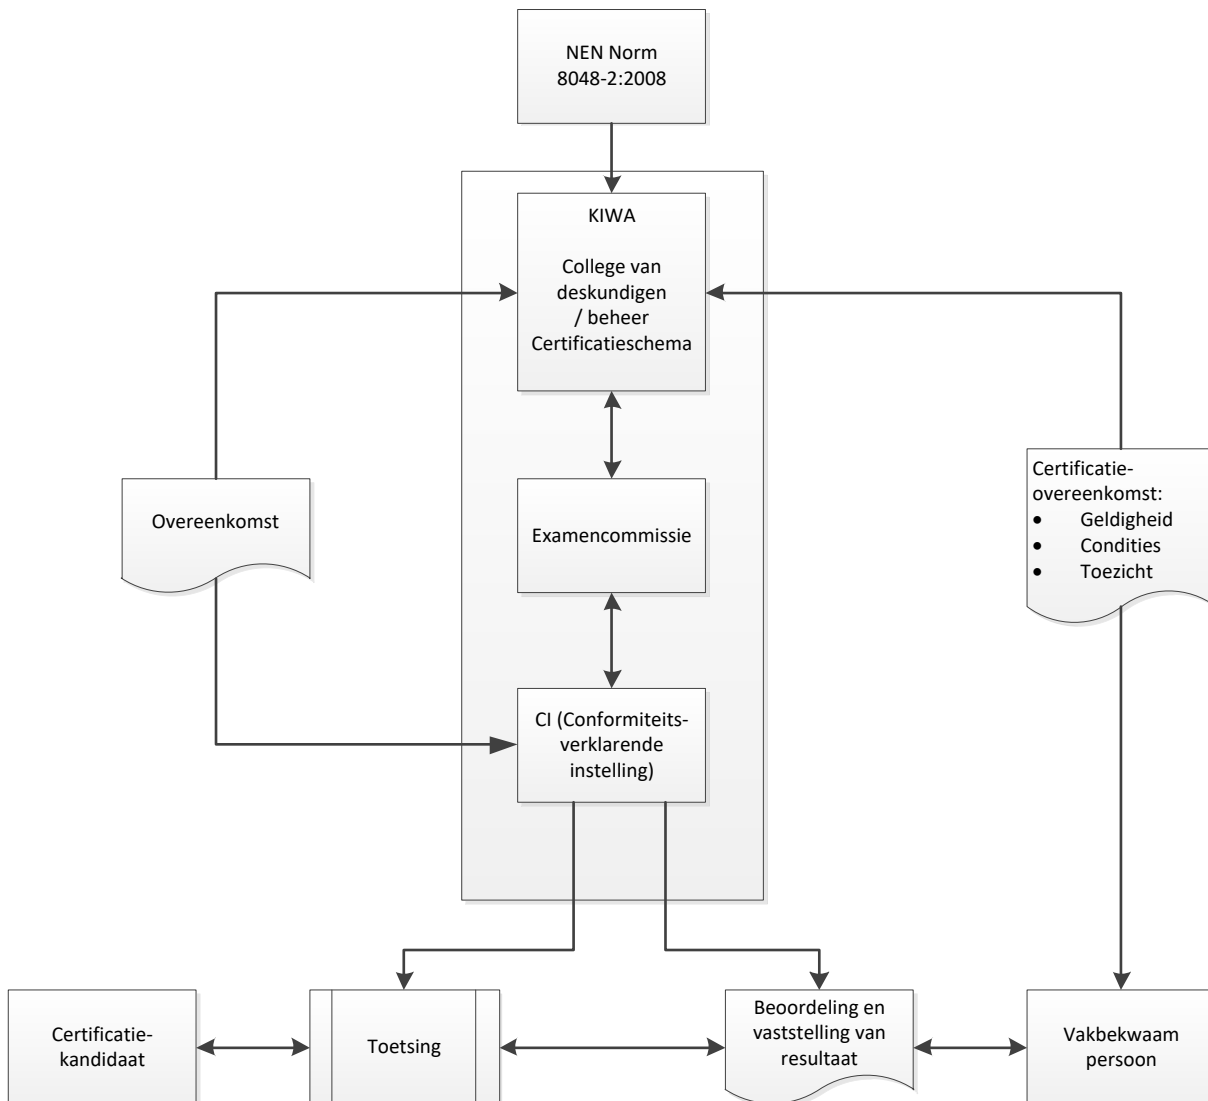 NEN Norm
8048-2:2008
KIWA
College van
deskundigen
/ beheer
Certificatieschema
Overeenkomst
Certificatie-
overeenkomst:
• Geldigheid
• Condities
• Toezicht
Examencommissie
CI (Conformiteits-
verklarende
instelling)
Certificatie-
kandidaat
Toetsing
Beoordeling en
vaststelling van
resultaat
Vakbekwaam
persoon